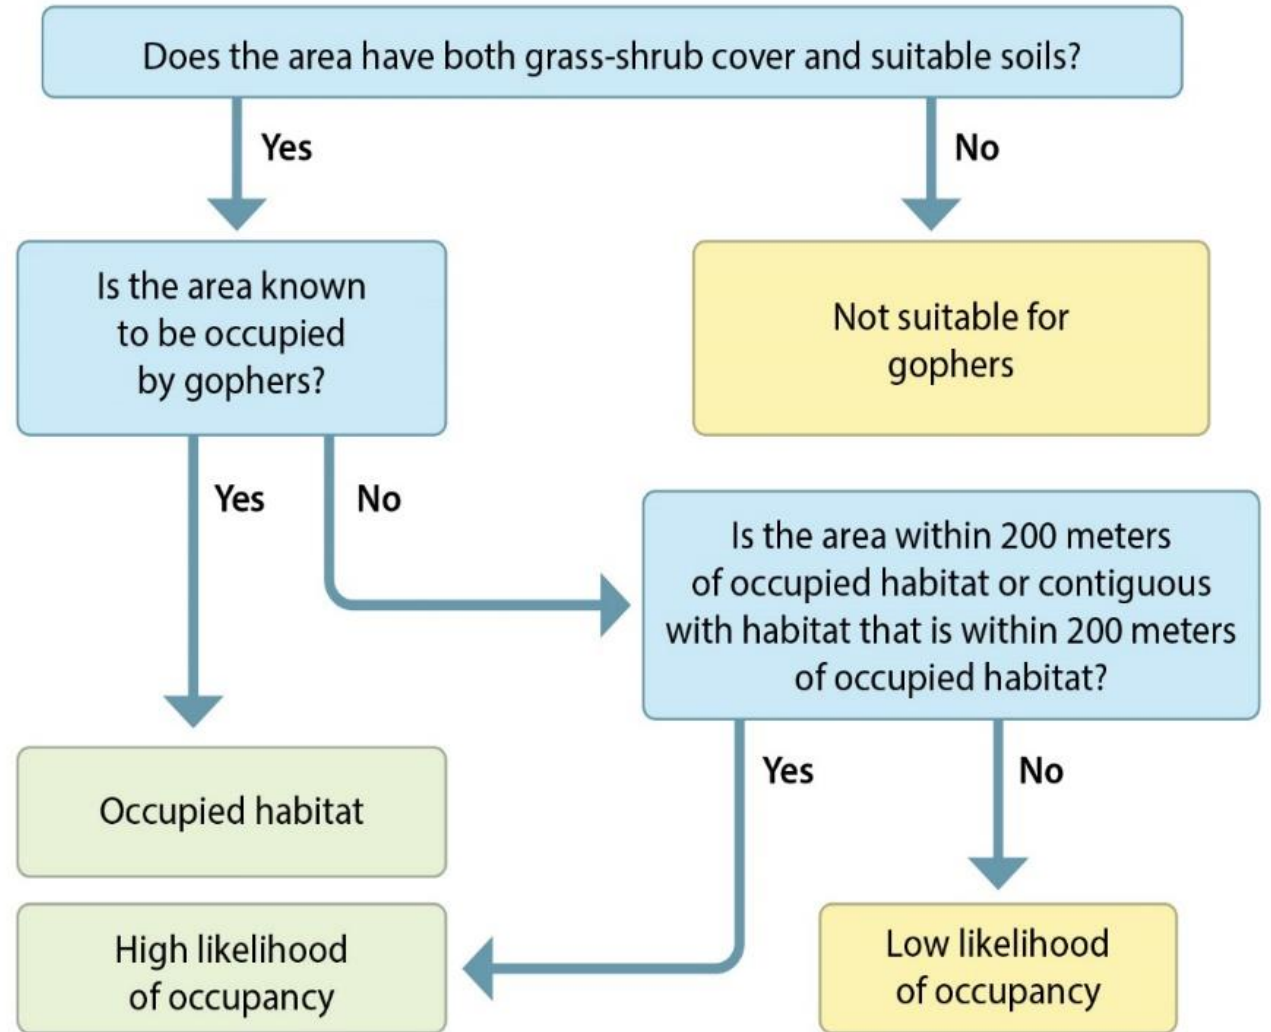 Does the area have both grass-shrub cover and suitable soils?
Yes
No
Is the area known
to be occupied
by gophers?
Not suitable for
gophers
Yes
No
Is the area within 200 meters
of occupied habitat or contiguous
with habitat that is within 200 meters
of occupied habitat?
Occupied habitat
Yes
No
High likelihood
of occupancy
Low likelihood
of occupancy